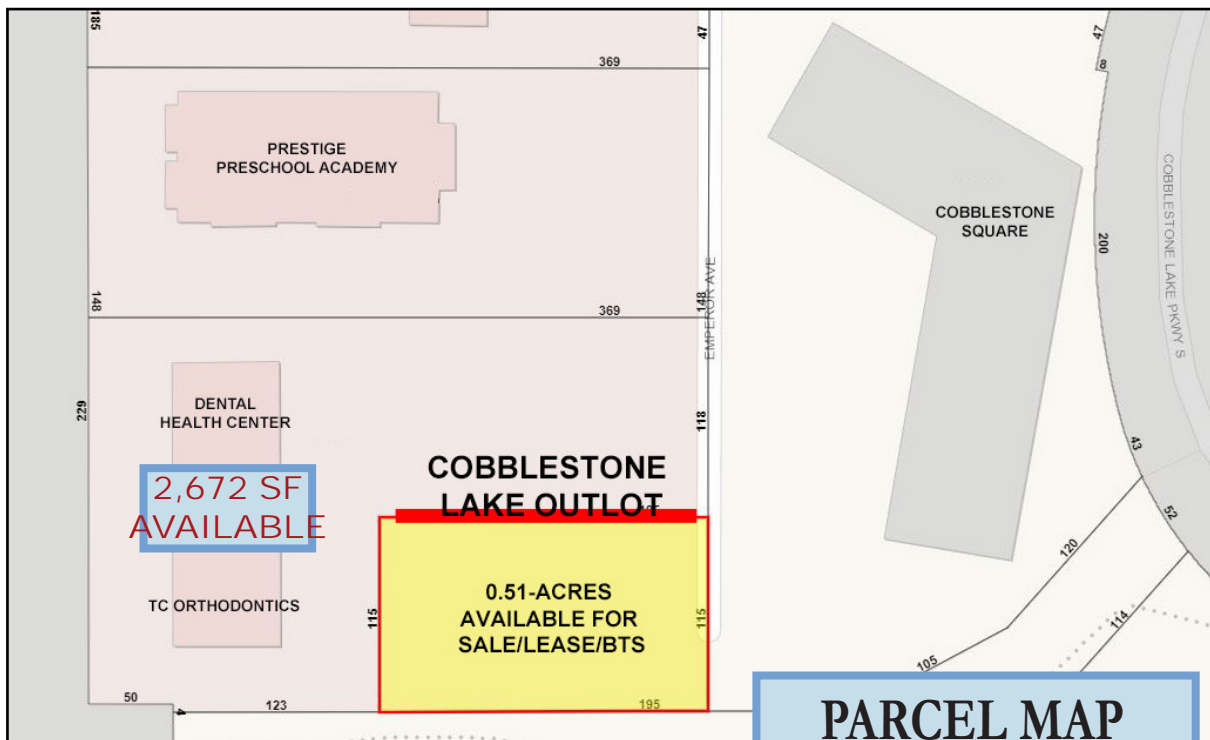 185
47
47
8
369
PRESTIGE
PRESCHOOL ACADEMY
COBBLESTONE
SQUARE
COBBLESTONE LAKE PKWY S
200
EMPEROR AVE
148
148
369
229
DENTAL
HEALTH CENTER
118
43
COBBLESTONE
LAKE OUTLOT
2,672 SF
AVAILABLE
52
120
0.51-ACRES
AVAILABLE FOR
SALE/LEASE/BTS
TC ORTHODONTICS
115
115
114
105
50
4
123
195
PARCEL MAP